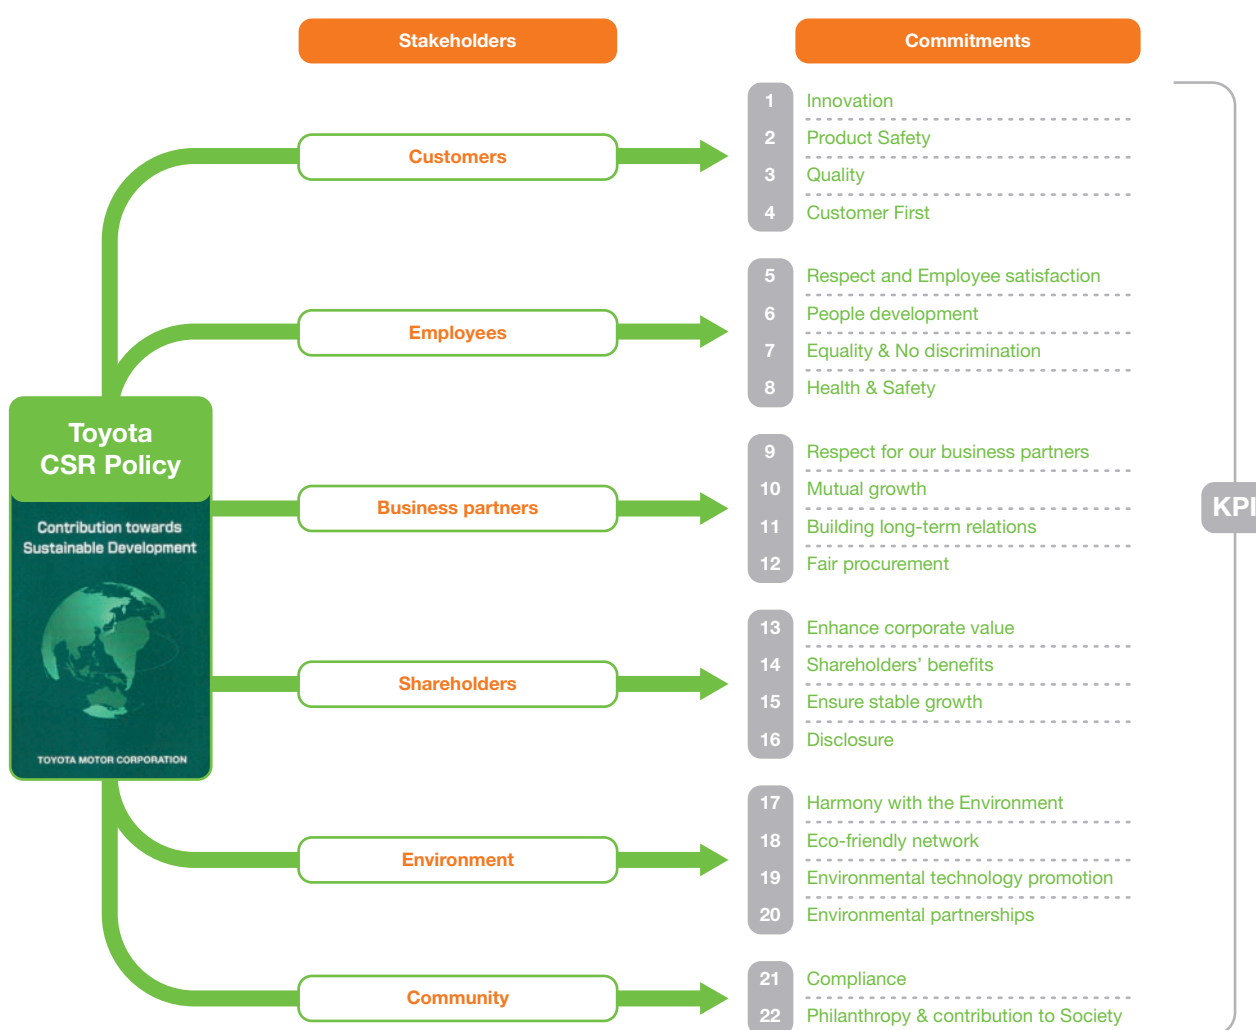 Stakeholders
Commitments
Toyota
CSR Policy
Contribution towards
Sustainable Development
TOYOTA MOTOR CORPORATION
Customers
1 Innovation
2 Product Safety
3 Quality
4 Customer First
Employees
5 Respect and Employee satisfaction
6 People development
7 Equality & No discrimination
8 Health & Safety
Business partners
9 Respect for our business partners
10 Mutual growth
11 Building long-term relations
12 Fair procurement
Shareholders
13 Enhance corporate value
14 Shareholders’ benefits
15 Ensure stable growth
16 Disclosure
Environment
17 Harmony with the Environment
18 Eco-friendly network
19 Environmental technology promotion
20 Environmental partnerships
Community
21 Compliance
22 Philanthropy & contribution to Society
KPI